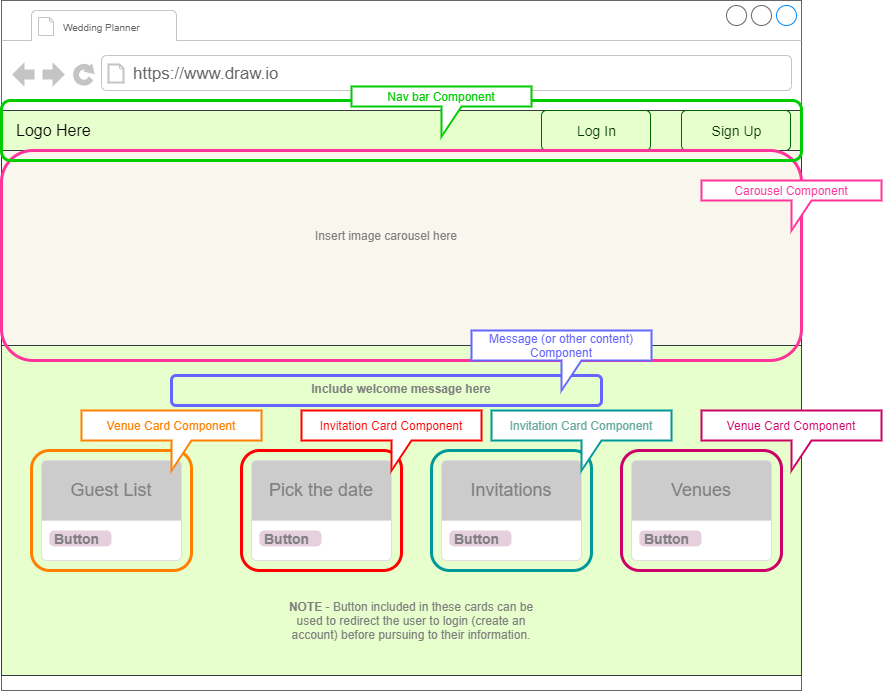 Wedding Planner
https://www.draw.io
Nav bar Component
Logo Here
Log In
Sign Up
Carousel Component
Insert image carousel here
Message (or other content)
Component
Include welcome message here
Venue Card Component
Invitation Card Component
Invitation Card Component
Venue Card Component
Guest List
Pick the date
Invitations
Venues
Button
Button
Button
Button
NOTE - Button included in these cards can be
used to redirect the user to login (create an
account) before pursuing to their information.